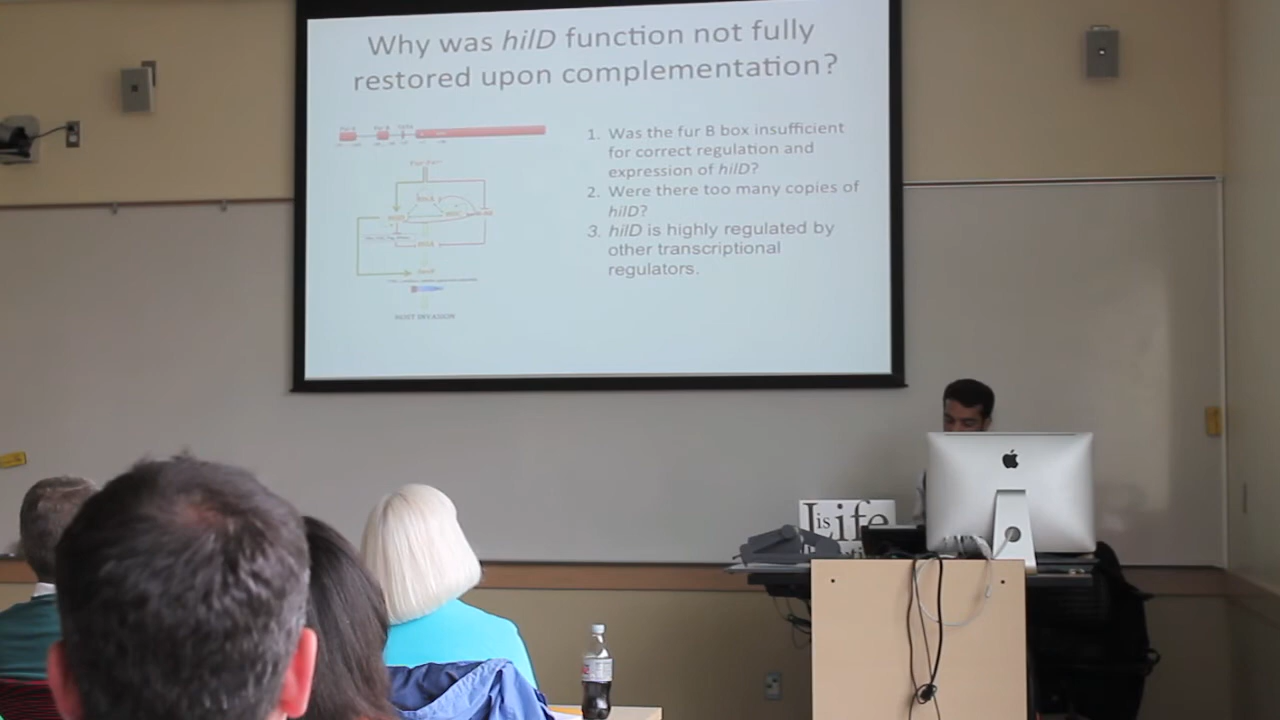 Why was hilD function not fully
restored upon complementation?
1. Was the fur B box insufficient
for correct regulation and
expression of hilD?
2. Were there too many copies of
hilD?
3. hilD is highly regulated by
other transcriptional
regulators.
HOST INVASION
Life
is